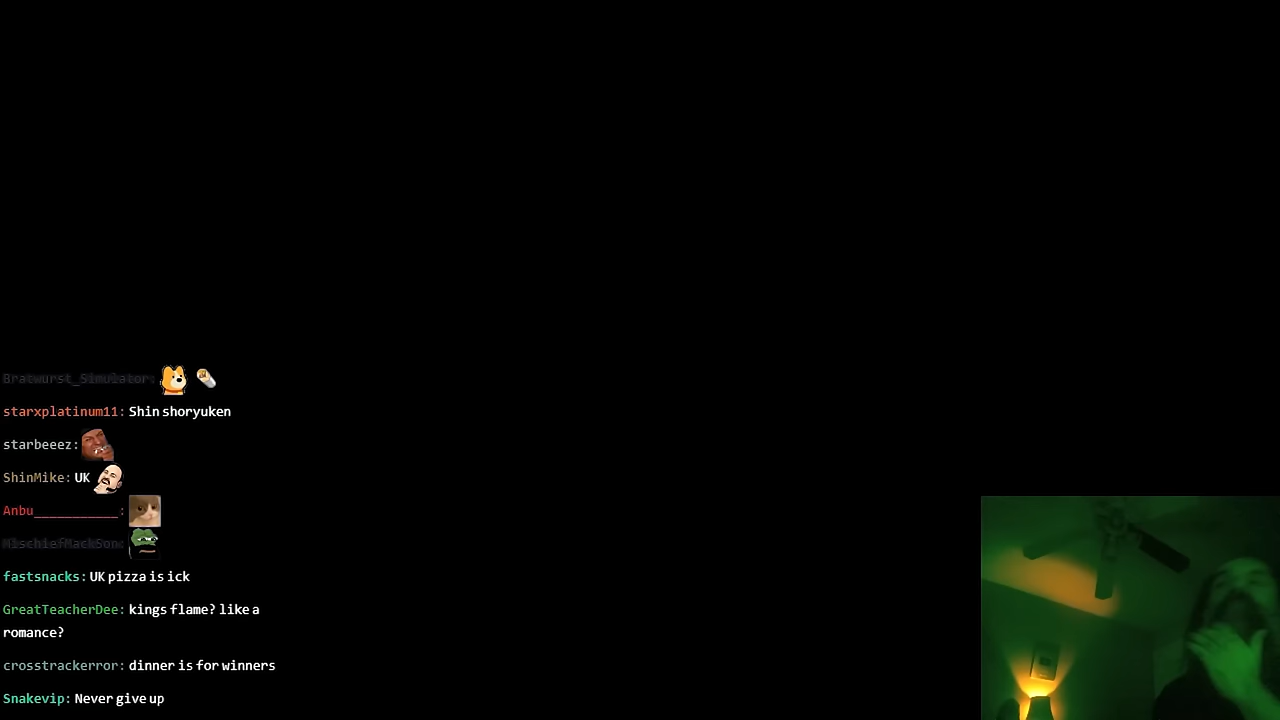 Bratwurst_Simulator:
starxplatinum11: Shin shoryuken
starbeeez:
ShinMike: UK
Anbu___________:
MischiefMackSon:
fastsnacks: UK pizza is ick
GreatTeacherDee: kings flame? like a
romance?
crosstrackerror: dinner is for winners
Snakevip: Never give up